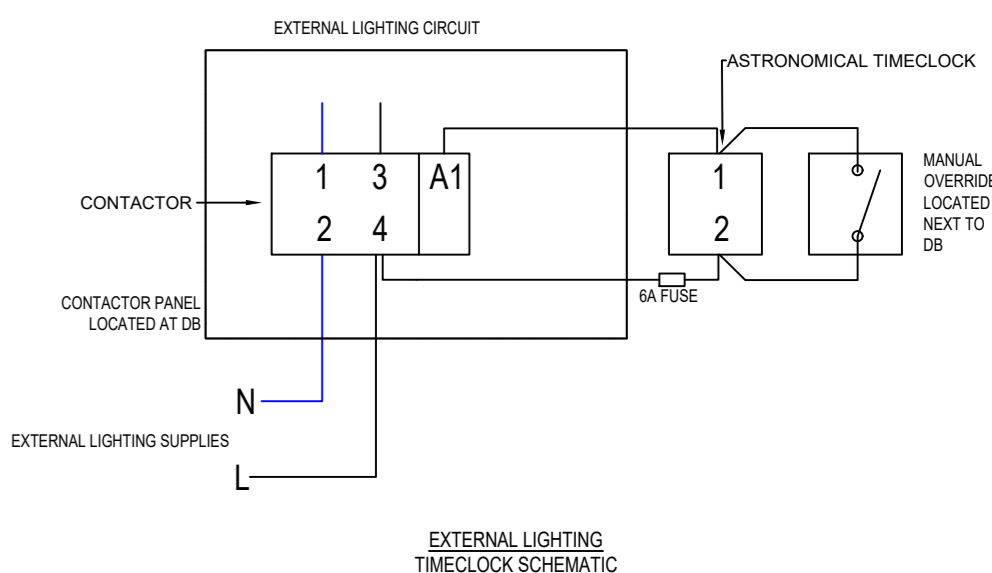 EXTERNAL LIGHTING CIRCUIT
ASTRONOMICAL TIMECLOCK
1 3 A1
2 4
1
2
MANUAL
OVERRIDE
LOCATED
NEXT TO
DB
CONTACTOR
6A FUSE
CONTACTOR PANEL
LOCATED AT DB
N
EXTERNAL LIGHTING SUPPLIES
L
EXTERNAL LIGHTING
TIMECLOCK SCHEMATIC